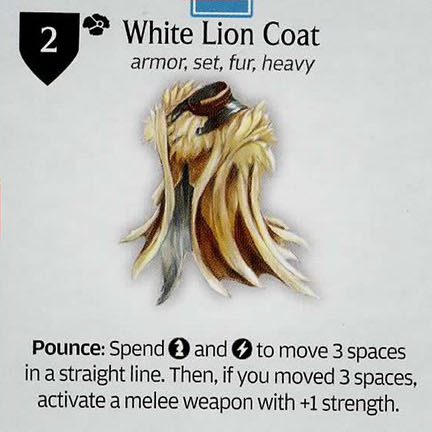 2
White Lion Coat
armor, set, fur, heavy
Pounce: Spend and to move 3 spaces
in a straight line. Then, if you moved 3 spaces,
activate a melee weapon with +1 strength.